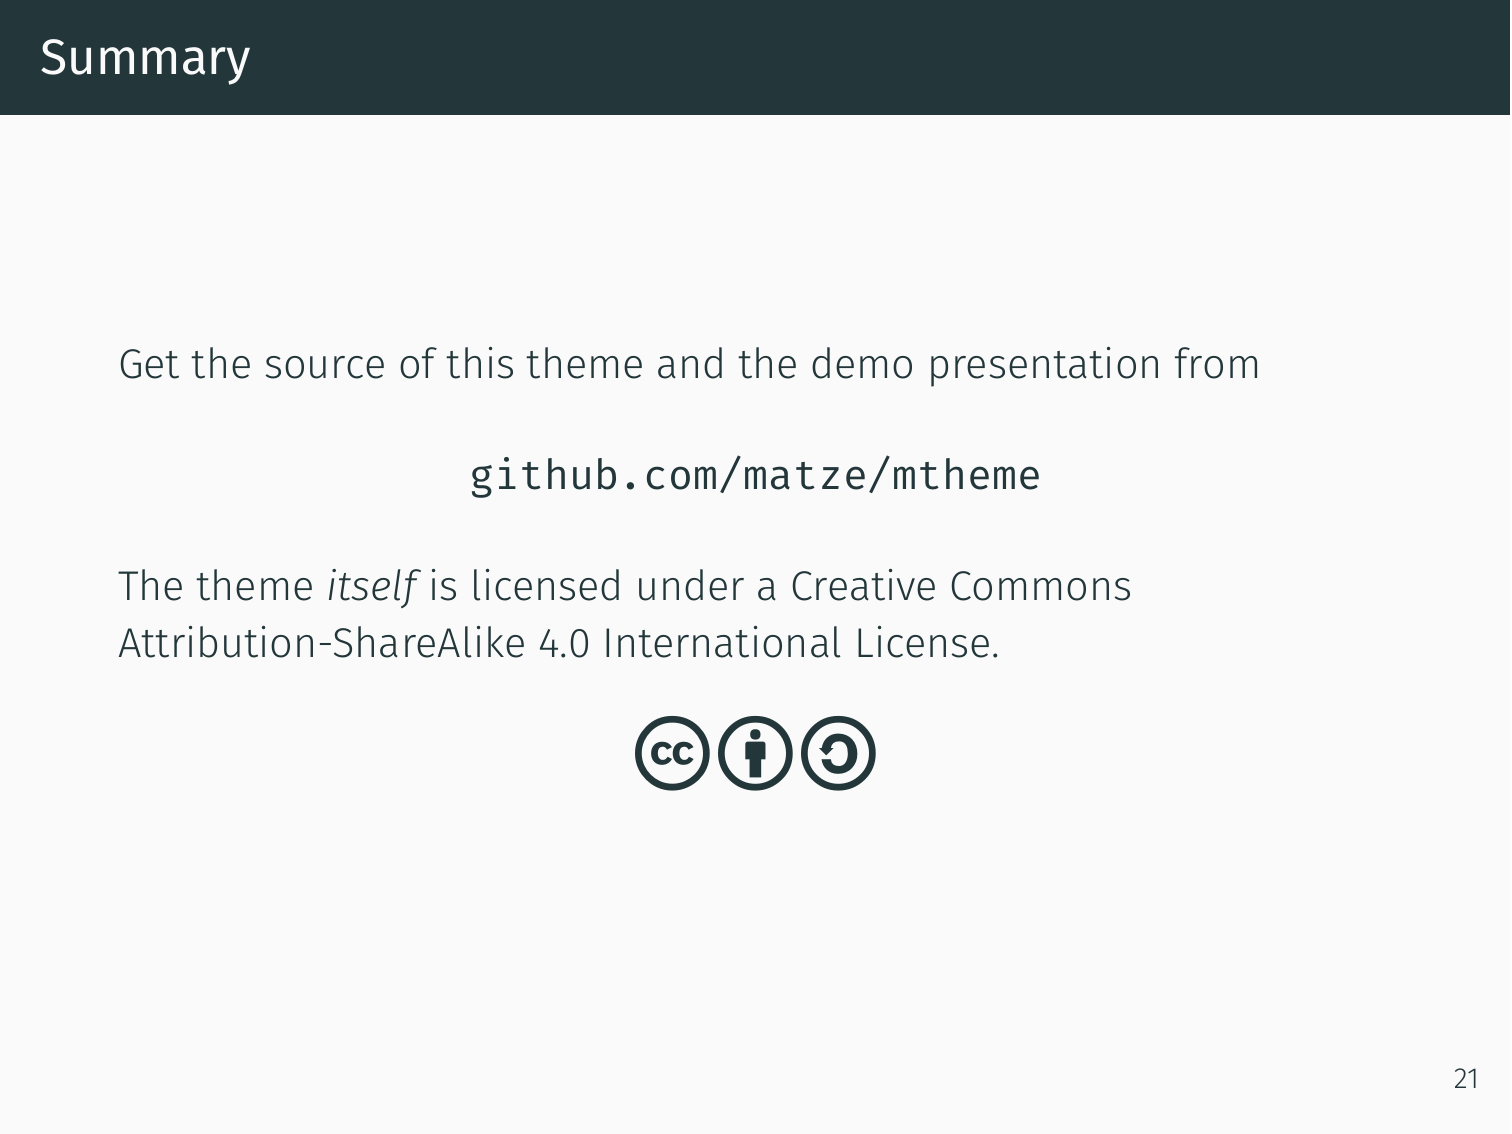 Summary
Get the source of this theme and the demo presentation from
github.com/matze/mtheme
The theme itself is licensed under a Creative Commons
Attribution-ShareAlike 4.0 International License.
cc
21